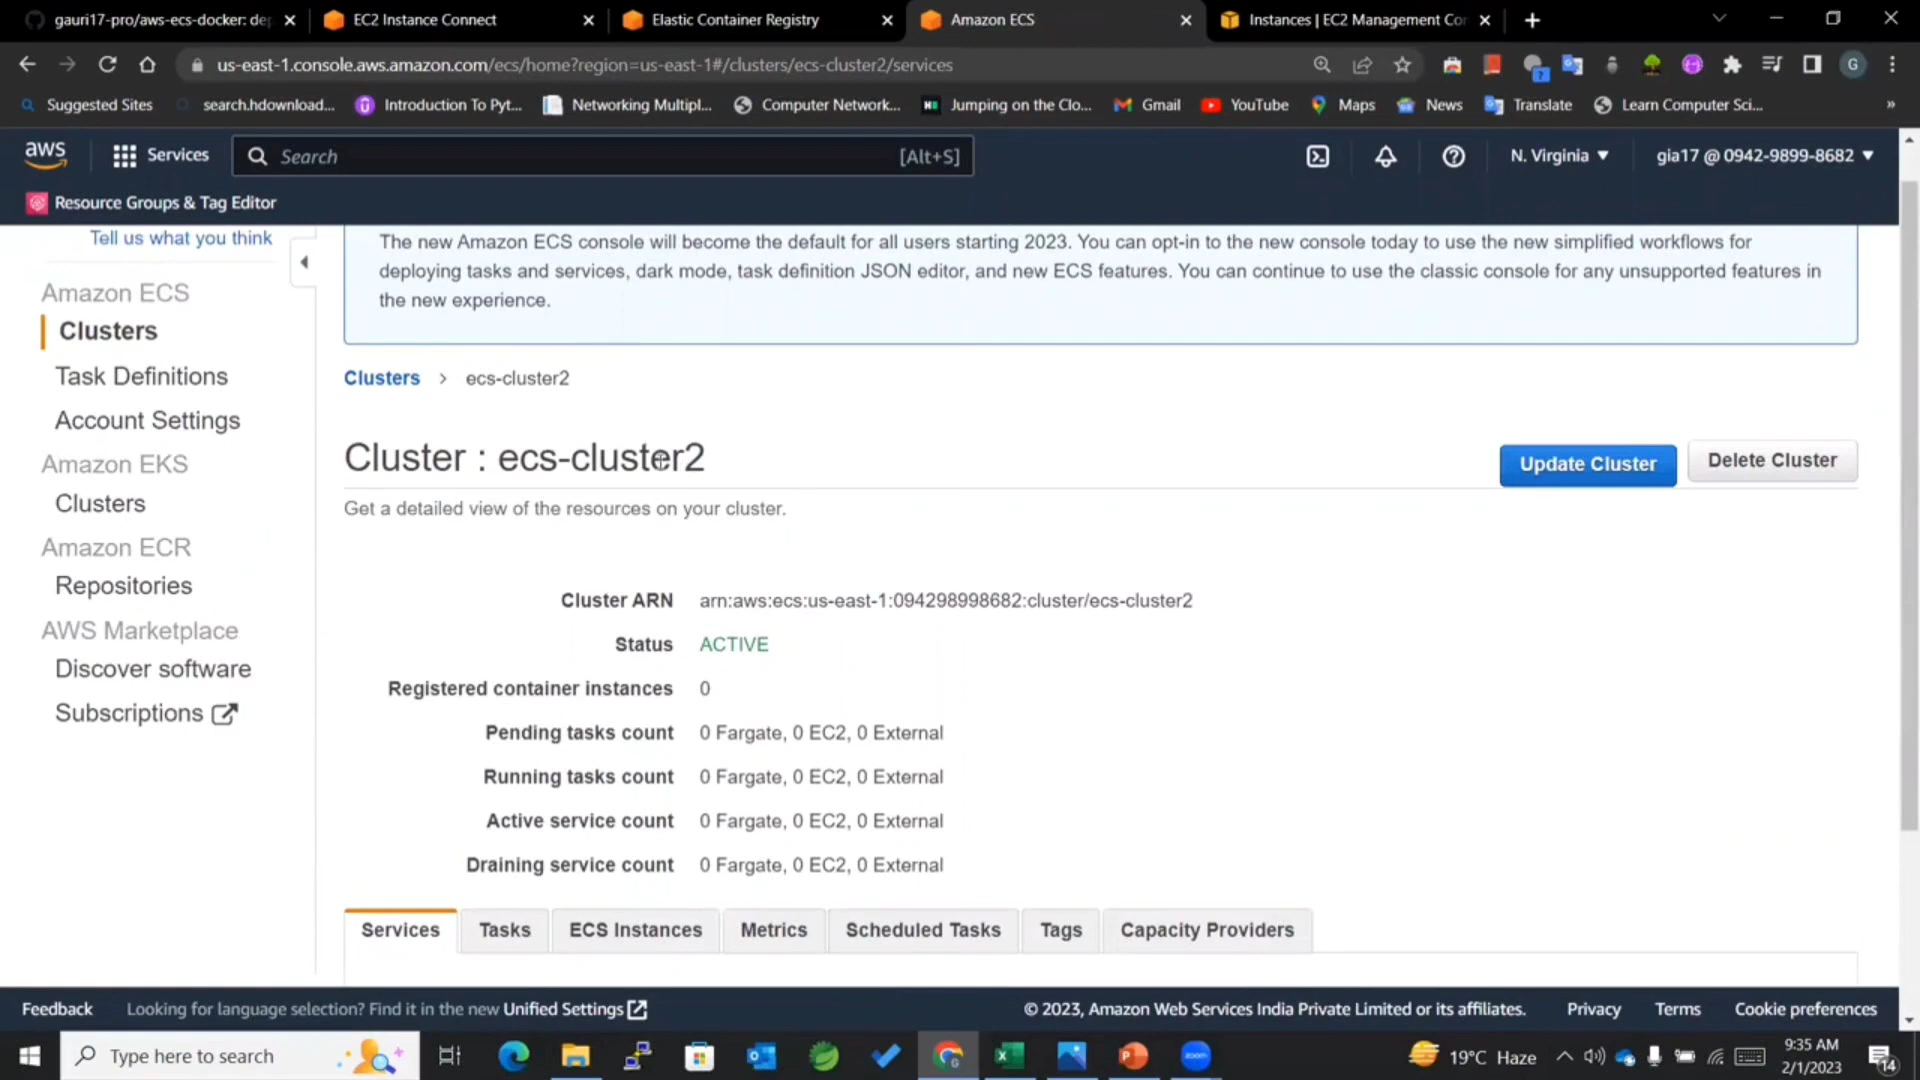 gauri17-pro/aws-ecs-docker: de
EC2 Instance Connect
Elastic Container Registry
Amazon ECS
Instances | EC2 Management Co
us-east-1.console.aws.amazon.com/ecs/home?region=us-east-1#/clusters/ecs-cluster2/services
G
Suggested Sites
search.hdownload...
Introduction To Pyt...
Networking Multipl...
Computer Network...
Jumping on the Clo...
Gmail
YouTube
Maps
News
Translate
Learn Computer Sci...
»
aws
Services
Search
[Alt+S]
N. Virginia
gia17 @ 0942-9899-8682
Resource Groups & Tag Editor
Tell us what you think
The new Amazon ECS console will become the default for all users starting 2023. You can opt-in to the new console today to use the new simplified workflows for
deploying tasks and services, dark mode, task definition JSON editor, and new ECS features. You can continue to use the classic console for any unsupported features in
the new experience.
Amazon ECS
Clusters
Task Definitions
Account Settings
Amazon EKS
Clusters
Amazon ECR
Repositories
AWS Marketplace
Discover software
Subscriptions
Clusters > ecs-cluster2
Cluster : ecs-cluster2
Update Cluster
Delete Cluster
Get a detailed view of the resources on your cluster.
Cluster ARN arn:aws:ecs:us-east-1:094298998682:cluster/ecs-cluster2
Status ACTIVE
Registered container instances 0
Pending tasks count 0 Fargate, 0 EC2, 0 External
Running tasks count 0 Fargate, 0 EC2, 0 External
Active service count 0 Fargate, 0 EC2, 0 External
Draining service count 0 Fargate, 0 EC2, 0 External
Services
Tasks
ECS Instances
Metrics
Scheduled Tasks
Tags
Capacity Providers
Feedback
Looking for language selection? Find it in the new Unified Settings
© 2023, Amazon Web Services India Private Limited or its affiliates.
Privacy
Terms
Cookie preferences
Type here to search
19°C Haze
9:35 AM
2/1/2023
14